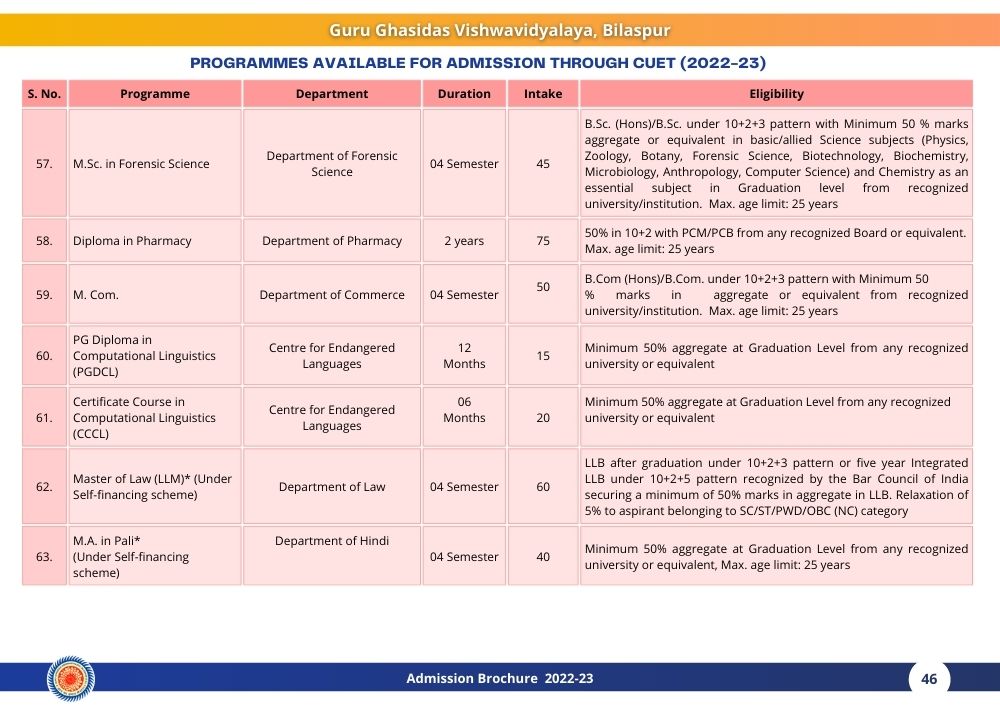 Guru Ghasidas Vishwavidyalaya, Bilaspur
PROGRAMMES AVAILABLE FOR ADMISSION THROUGH CUET (2022-23)
S. No. Programme Department Duration Intake Eligibility
57. M.Sc. in Forensic Science
Department of Forensic
Science
04 Semester 45
B.Sc. (Hons)/B.Sc. under 10+2+3 pattern with Minimum 50 % marks
aggregate or equivalent in basic/allied Science subjects (Physics,
Zoology, Botany, Forensic Science, Biotechnology, Biochemistry,
Microbiology, Anthropology, Computer Science) and Chemistry as an
essential subject in Graduation level from recognized
university/institution. Max. age limit: 25 years
58. Diploma in Pharmacy Department of Pharmacy 2 years 75
50% in 10+2 with PCM/PCB from any recognized Board or equivalent.
Max. age limit: 25 years
59. M. Com. Department of Commerce 04 Semester 50
B.Com (Hons)/B.Com. under 10+2+3 pattern with Minimum 50
% marks in aggregate or equivalent from recognized
university/institution. Max. age limit: 25 years
60.
PG Diploma in
Computational Linguistics
(PGDCL)
Centre for Endangered
Languages
12
Months
15
Minimum 50% aggregate at Graduation Level from any recognized
university or equivalent
61.
Certificate Course in
Computational Linguistics
(CCCL)
Centre for Endangered
Languages
06
Months
20
Minimum 50% aggregate at Graduation Level from any recognized
university or equivalent
62.
Master of Law (LLM)* (Under
Self-financing scheme)
Department of Law 04 Semester 60
LLB after graduation under 10+2+3 pattern or five year Integrated
LLB under 10+2+5 pattern recognized by the Bar Council of India
securing a minimum of 50% marks in aggregate in LLB. Relaxation of
5% to aspirant belonging to SC/ST/PWD/OBC (NC) category
63.
M.A. in Pali*
(Under Self-financing
scheme)
Department of Hindi
04 Semester 40
Minimum 50% aggregate at Graduation Level from any recognized
university or equivalent, Max. age limit: 25 years
Admission Brochure 2022-23
46